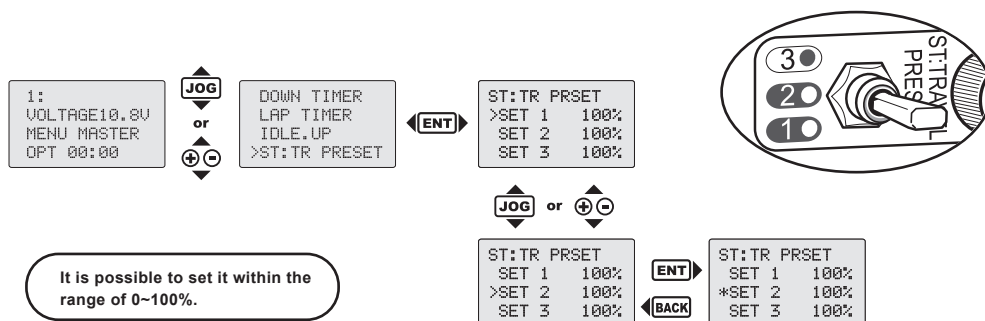 1:
VOLTAGE10.8V
MENU MASTER
OPT 00:00
JOG
or
DOWN TIMER
LAP TIMER
IDLE.UP
>ST:TR PRESET
ENT
ST:TR PRSET
>SET 1 100%
SET 2 100%
SET 3 100%
3
2
1
ST:TRAVEL
PRES
JOG or
ST:TR PRSET
SET 1 100%
>SET 2 100%
SET 3 100%
ENT
BACK
ST:TR PRSET
SET 1 100%
*SET 2 100%
SET 3 100%
It is possible to set it within the
range of 0~100%.